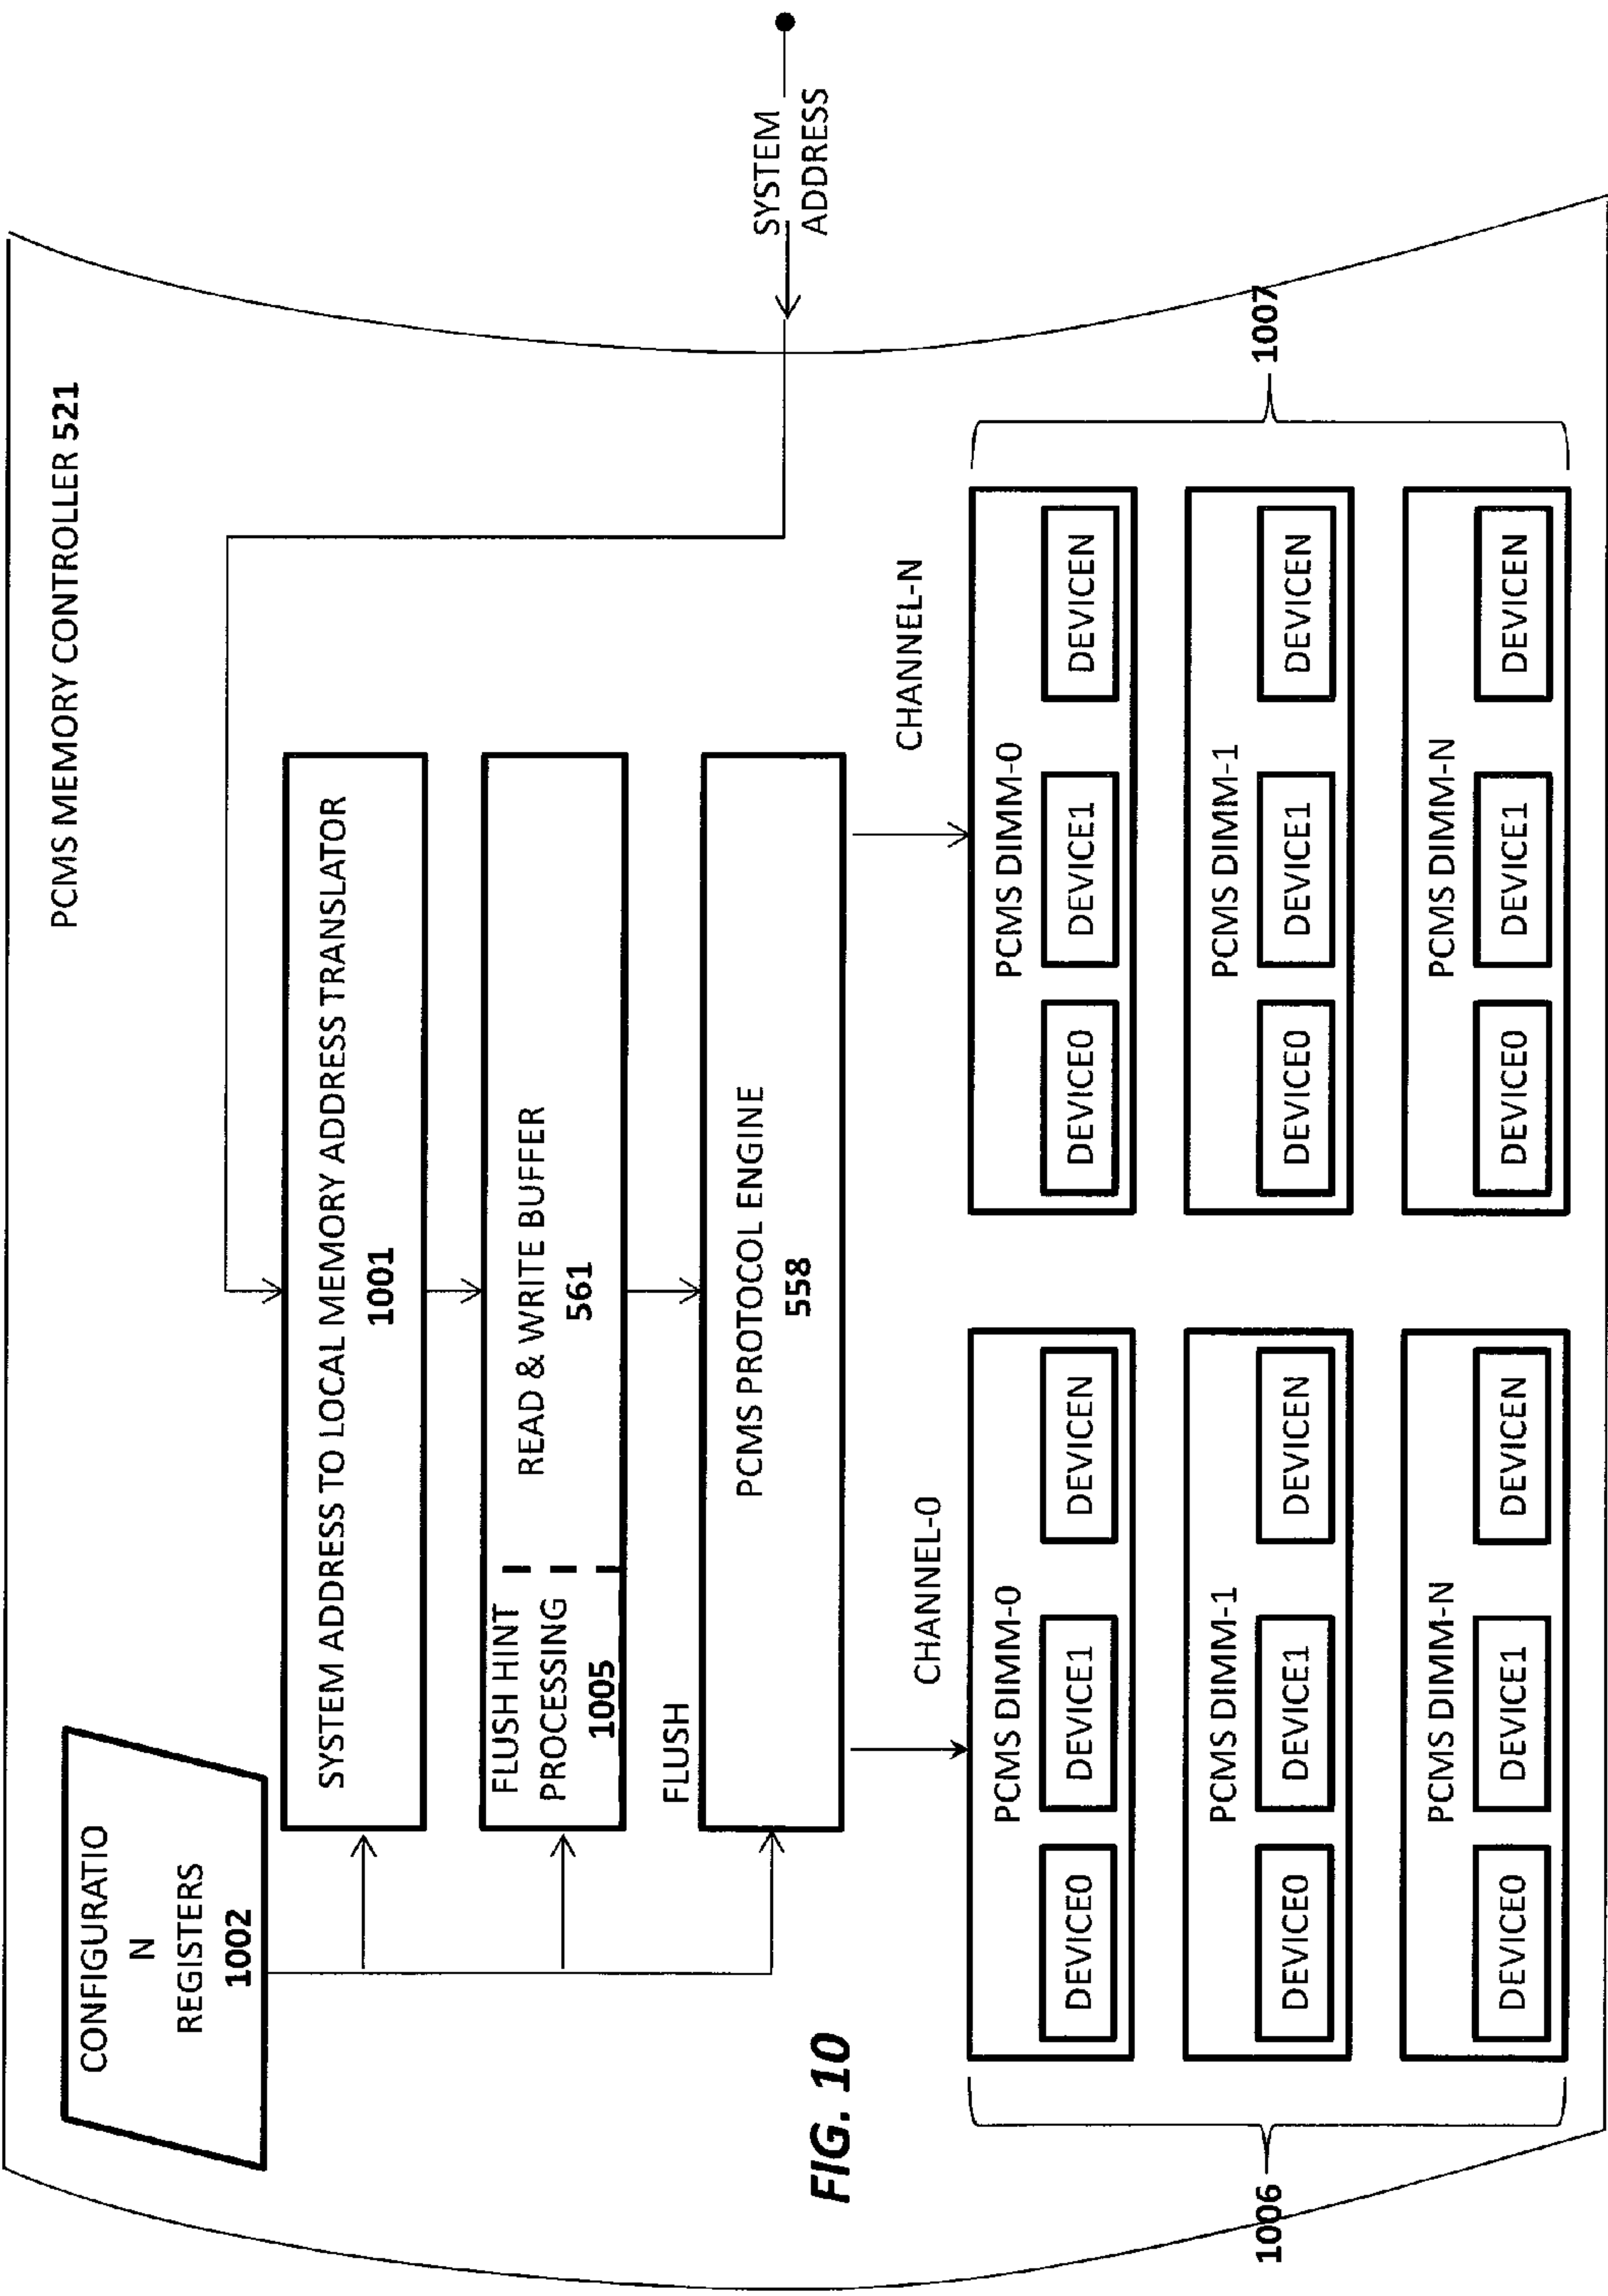 PCMS MEMORY CONTROLLER 521
CONFIGURATIO
N
REGISTERS
1002
SYSTEM ADDRESS TO LOCAL MEMORY ADDRESS TRANSLATOR
1001
FLUSH HINT
PROCESSING
1005
READ & WRITE BUFFER
561
FLUSH
PCMS PROTOCOL ENGINE
558
SYSTEM
ADDRESS
CHANNEL-0
PCMS DIMM-0
DEVICE0
DEVICE1
DEVICEN
PCMS DIMM-1
DEVICE0
DEVICE1
DEVICEN
PCMS DIMM-N
DEVICE0
DEVICE1
DEVICEN
1006
CHANNEL-N
PCMS DIMM-0
DEVICE0
DEVICE1
DEVICEN
PCMS DIMM-1
DEVICE0
DEVICE1
DEVICEN
PCMS DIMM-N
DEVICE0
DEVICE1
DEVICEN
1007
FIG. 10